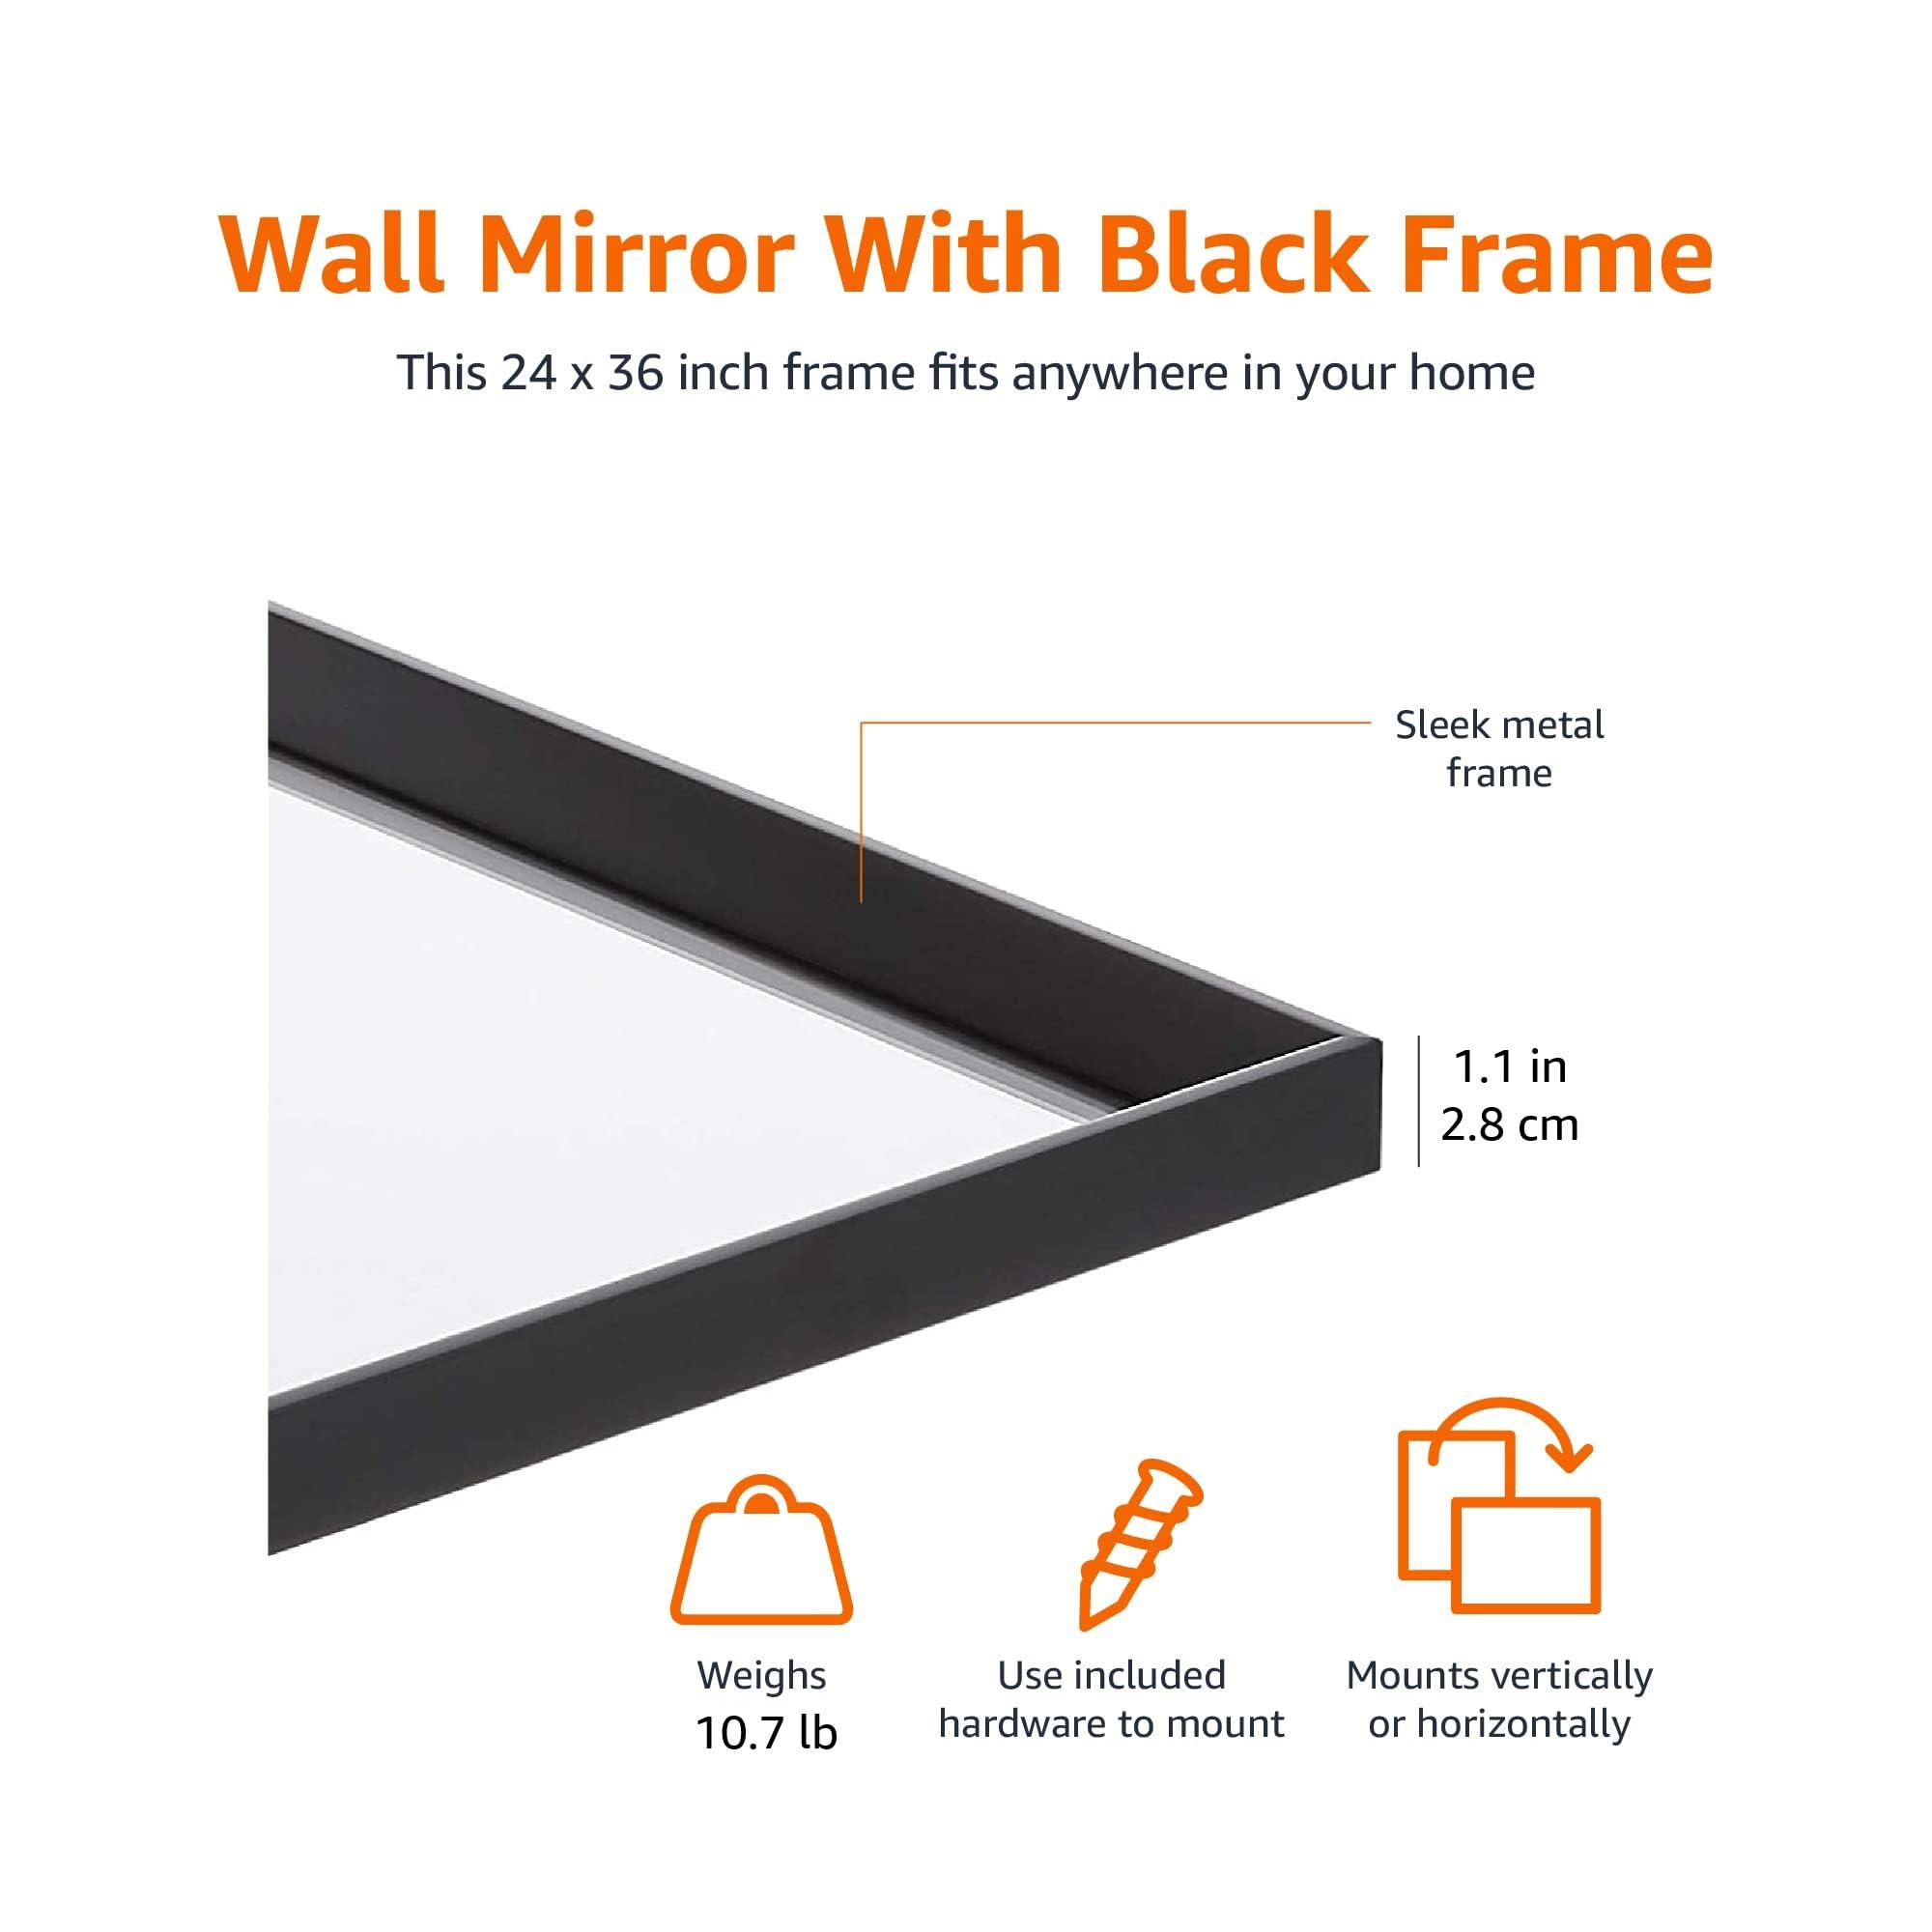 Wall Mirror With Black Frame
This 24 x 36 inch frame fits anywhere in your home
Sleek metal
frame
1.1 in
2.8 cm
Weighs
10.7 lb
Use included
hardware to mount
Mounts vertically
or horizontally